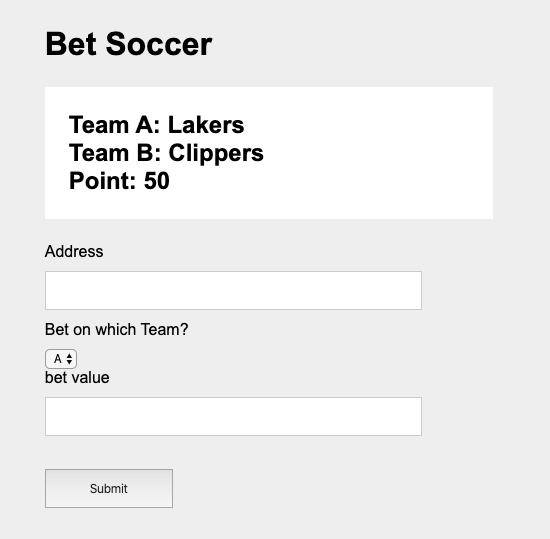 Bet Soccer
Team A: Lakers
Team B: Clippers
Point: 50
Address
Bet on which Team?
A
bet value
Submit